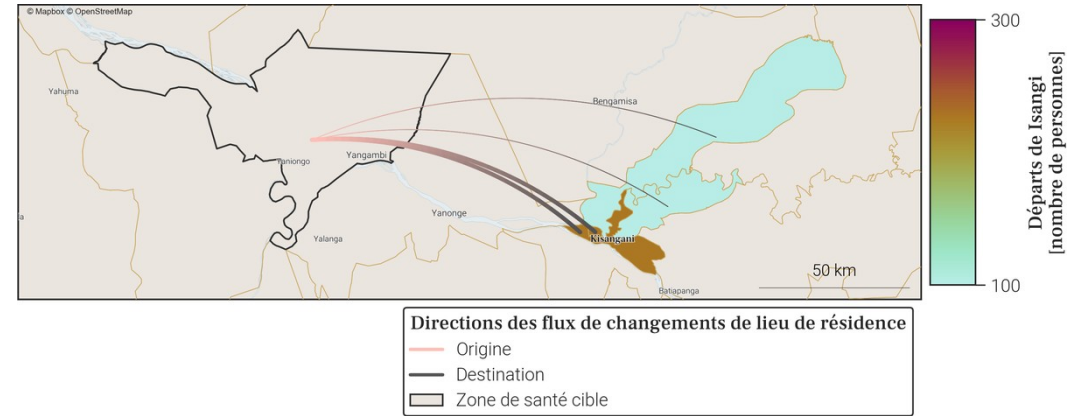 © Mapbox © OpenStreetMap
Yahuma
Bengamisa
Yaniongo
Yangambi
Yanonge
Yalanga
Kisangani
Batiapanga
a
50 km
300
100
Départs de Isangi
[nombre de personnes]
Directions des flux de changements de lieu de résidence
Origine
Destination
Zone de santé cible